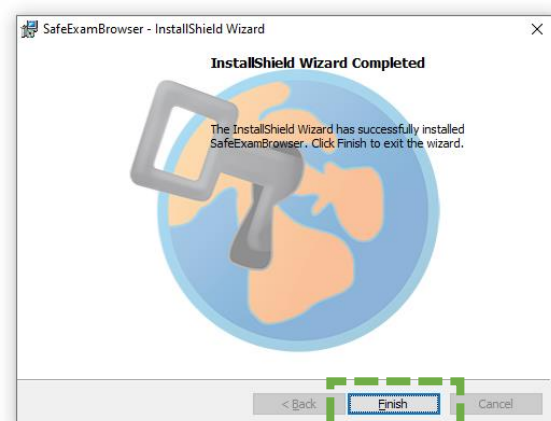 SafeExamBrowser - InstallShield Wizard
InstallShield Wizard Completed
The InstallShield Wizard has successfully installed
SafeExamBrowser. Click Finish to exit the wizard.
< Back
Finish
Cancel